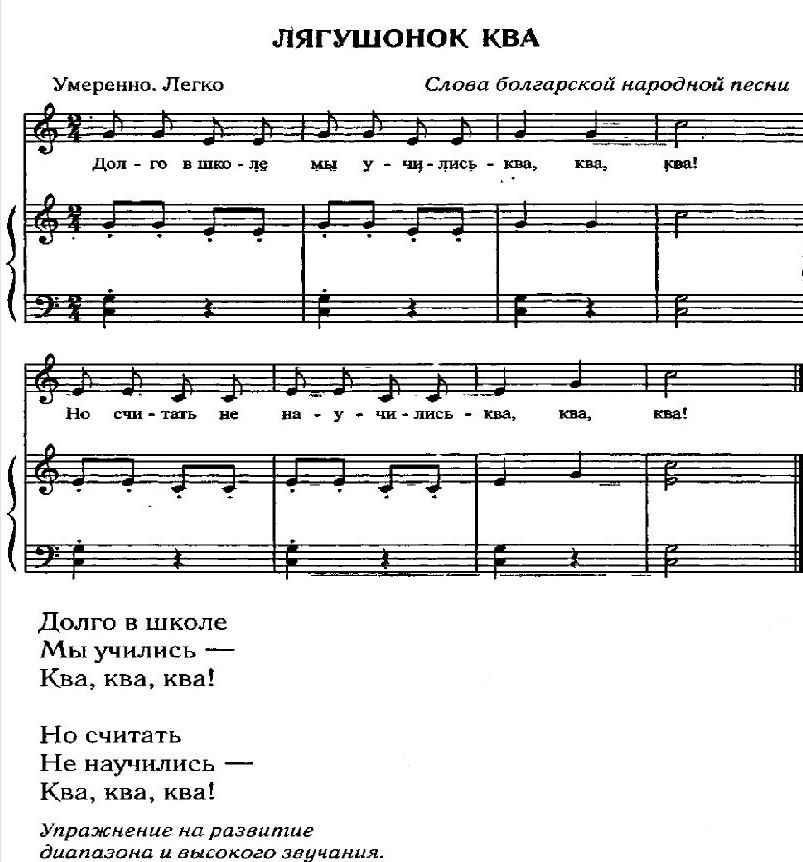 ЛЯГУШОНОК КВА
Умеренно. Легко
Слова болгарской народной песни
Дол - го в шко - ле мы у - чи - лись - ква, ква, ква!
Но счи - тать не на - у - чи - лись - ква, ква, ква!
Долго в школе
Мы учились —
Ква, ква, ква!
Но считать
Не научились —
Ква, ква, ква!
Упражнение на развитие
диапазона и высокого звучания.